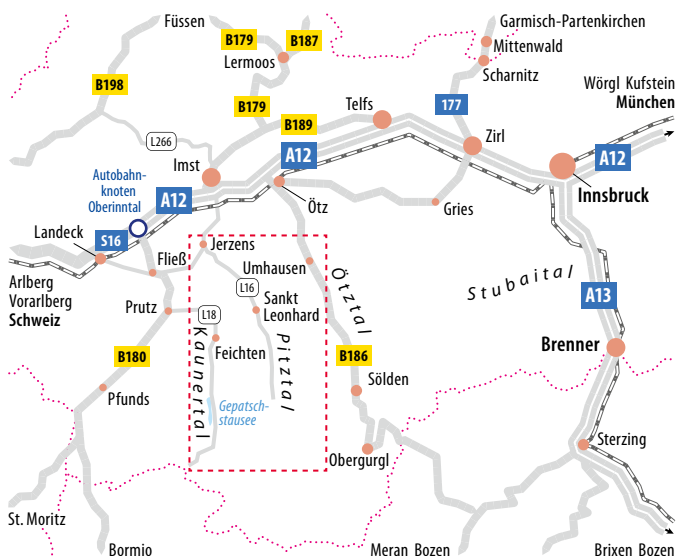 Füssen
Garmisch-Partenkirchen
B179
B187
Mittenwald
Lermoos
Scharnitz
B198
Wörgl Kufstein
München
B179
Telfs
177
B189
L266
Zirl
Imst
A12
A12
Autobahn-
knoten
Oberinntal
A12
Innsbruck
Ötz
Gries
Landeck
S16
Jerzens
Fließ
Umhausen
Ötztal
Stubaital
Arlberg
Vorarlberg
Schweiz
L16
A13
Prutz
L18
Sankt
Leonhard
Kaunertal
Pitztal
Feichten
Brenner
B180
B186
Sölden
Pfunds
Gepatsch-
stausee
Sterzing
Obergurgl
St. Moritz
Bormio
Meran Bozen
Brixen Bozen